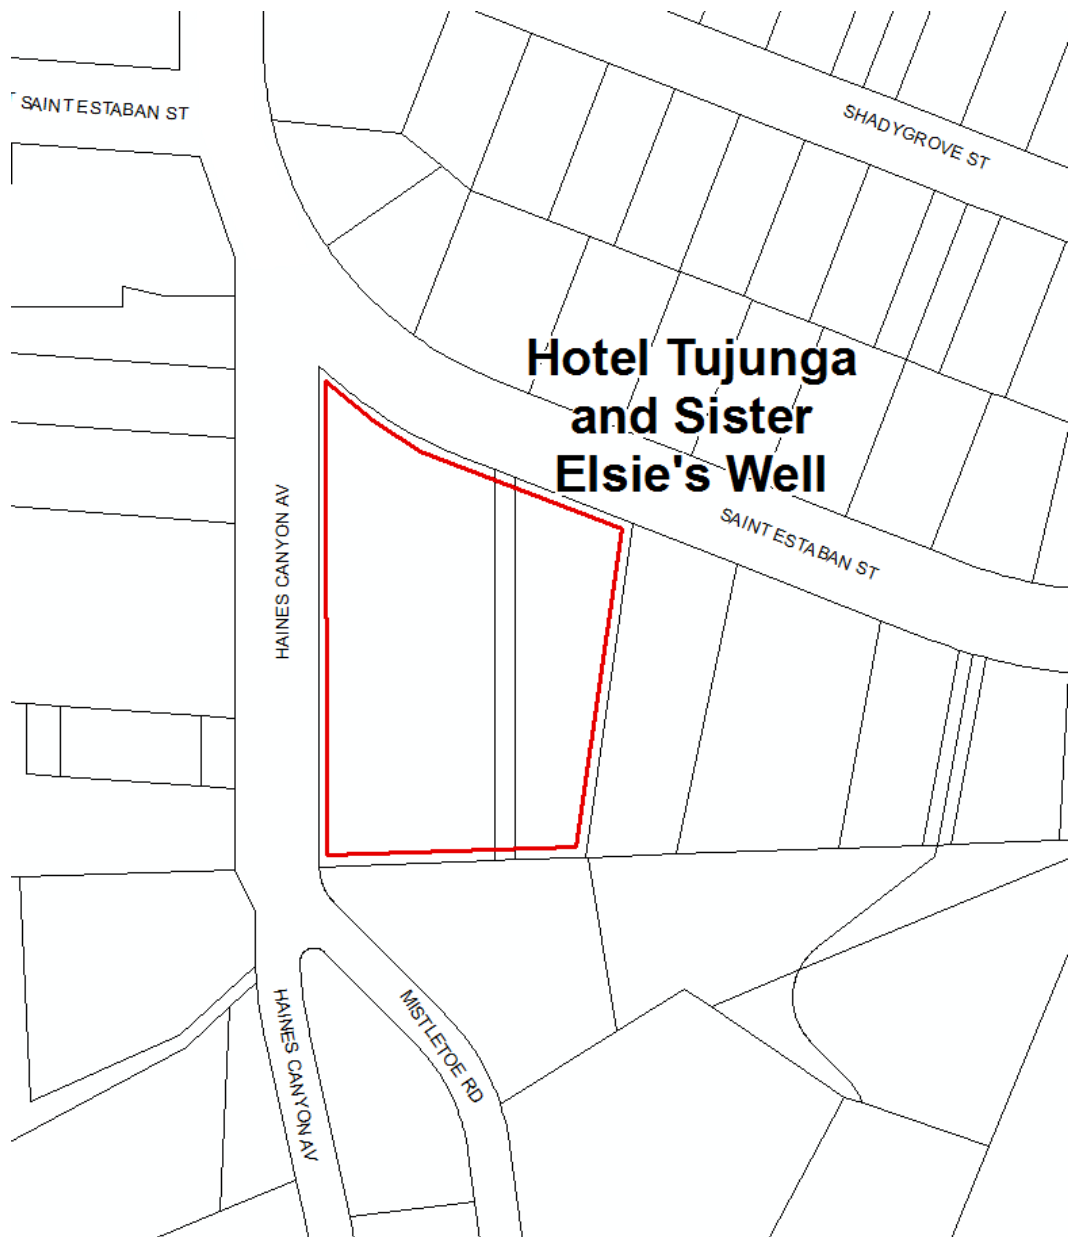 SAINT ESTABAN ST
SHADYGROVE ST
Hotel Tujunga
and Sister
Elsie's Well
HAINES CANYON AV
SAINT ESTABAN ST
HAINES CANYON AV
MISTLETOE RD